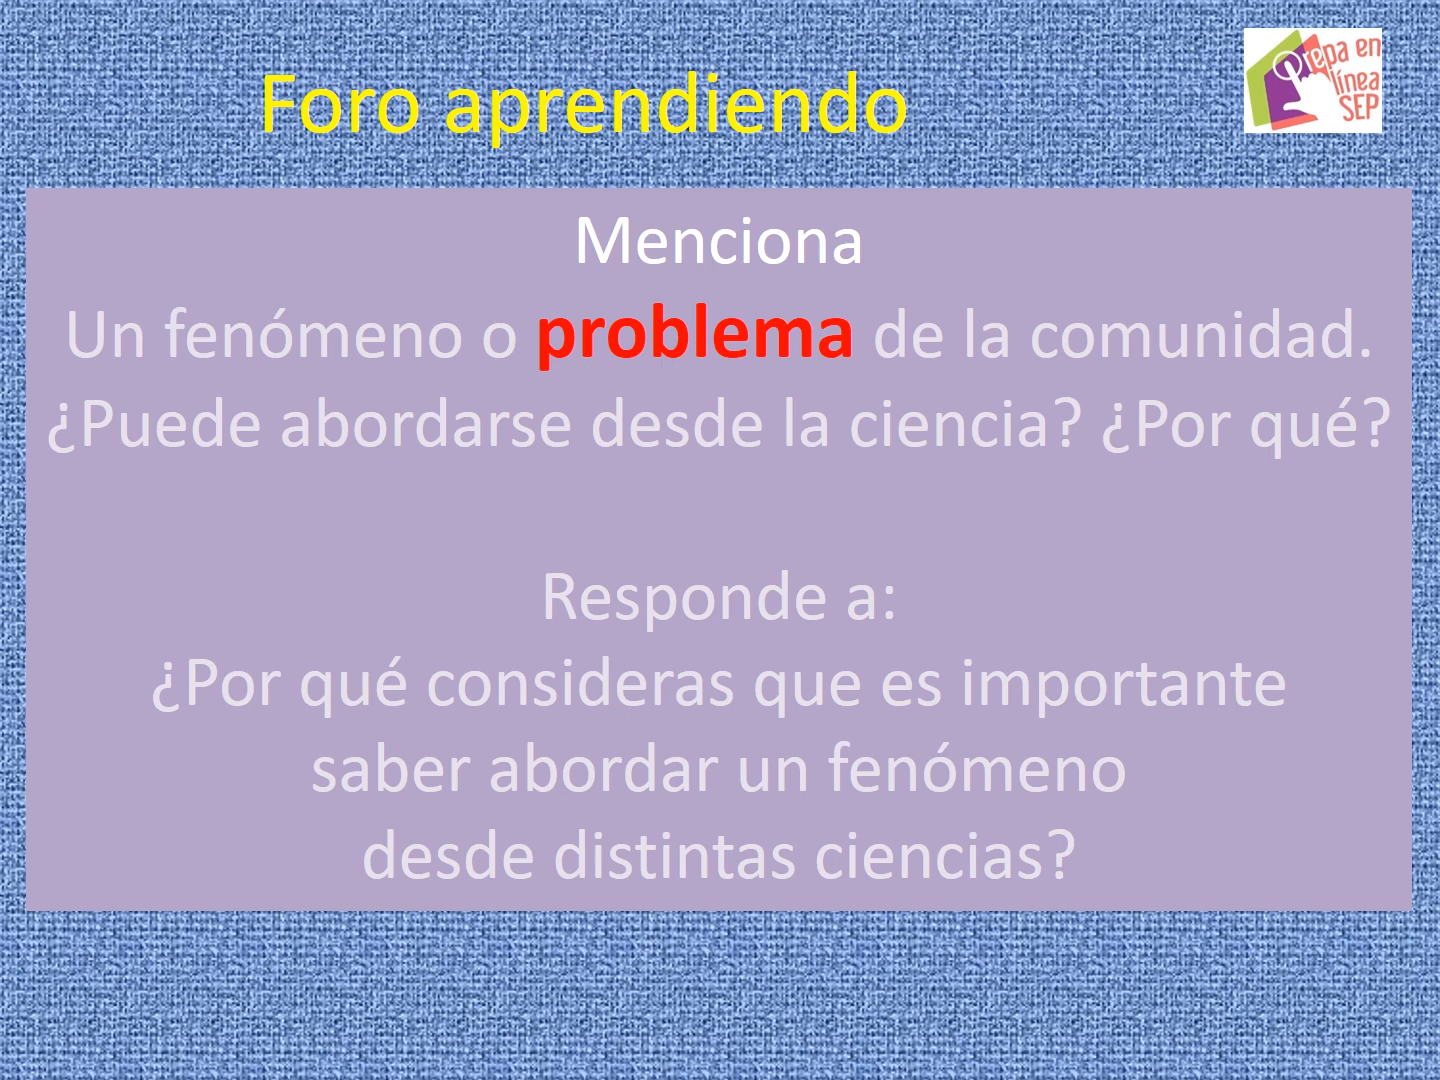 Foro aprendiendo
Prepa en
línea
SEP
Menciona
Un fenómeno o problema de la comunidad.
¿Puede abordarse desde la ciencia? ¿Por qué?
Responde a:
¿Por qué consideras que es importante
saber abordar un fenómeno
desde distintas ciencias?